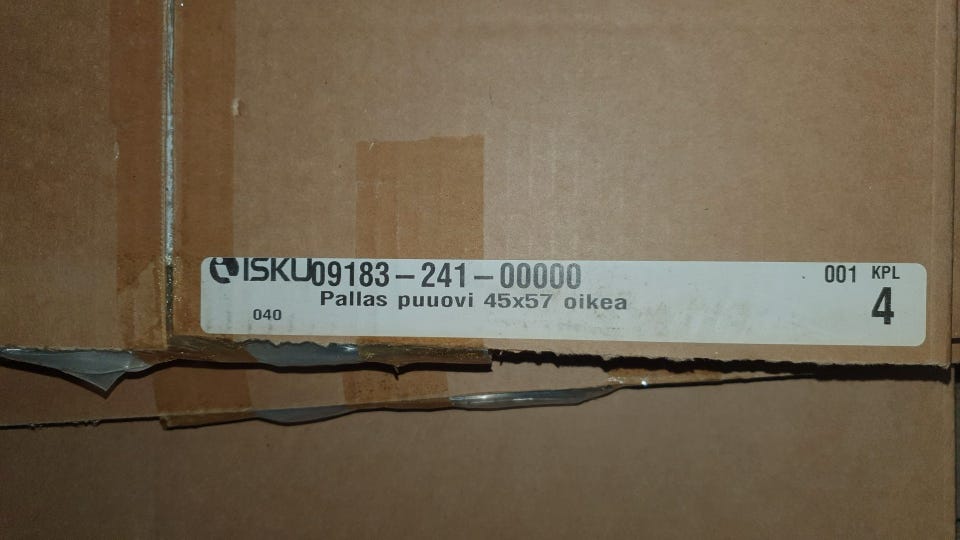 ISKU 09183-241-00000 001 KPL
Pallas puuovi 45x57 oikea 4
040